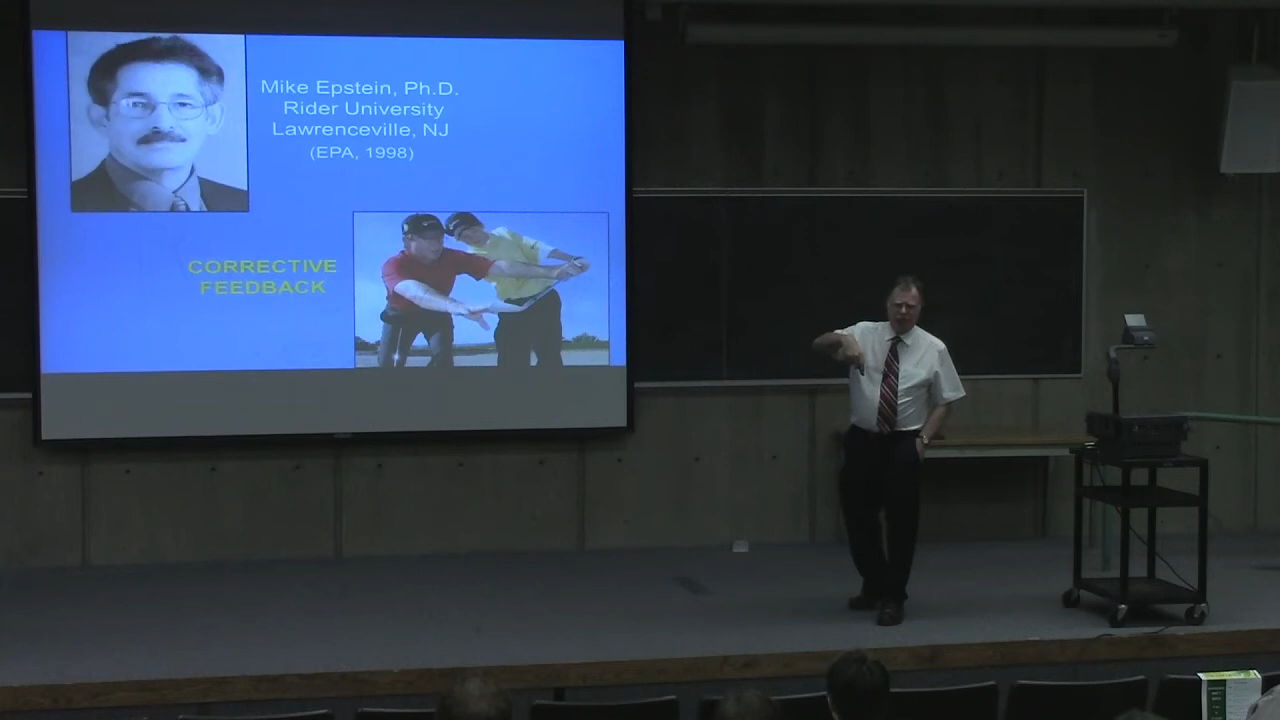 Mike Epstein, Ph.D.
Rider University
Lawrenceville, NJ
(EPA, 1998)
CORRECTIVE
FEEDBACK